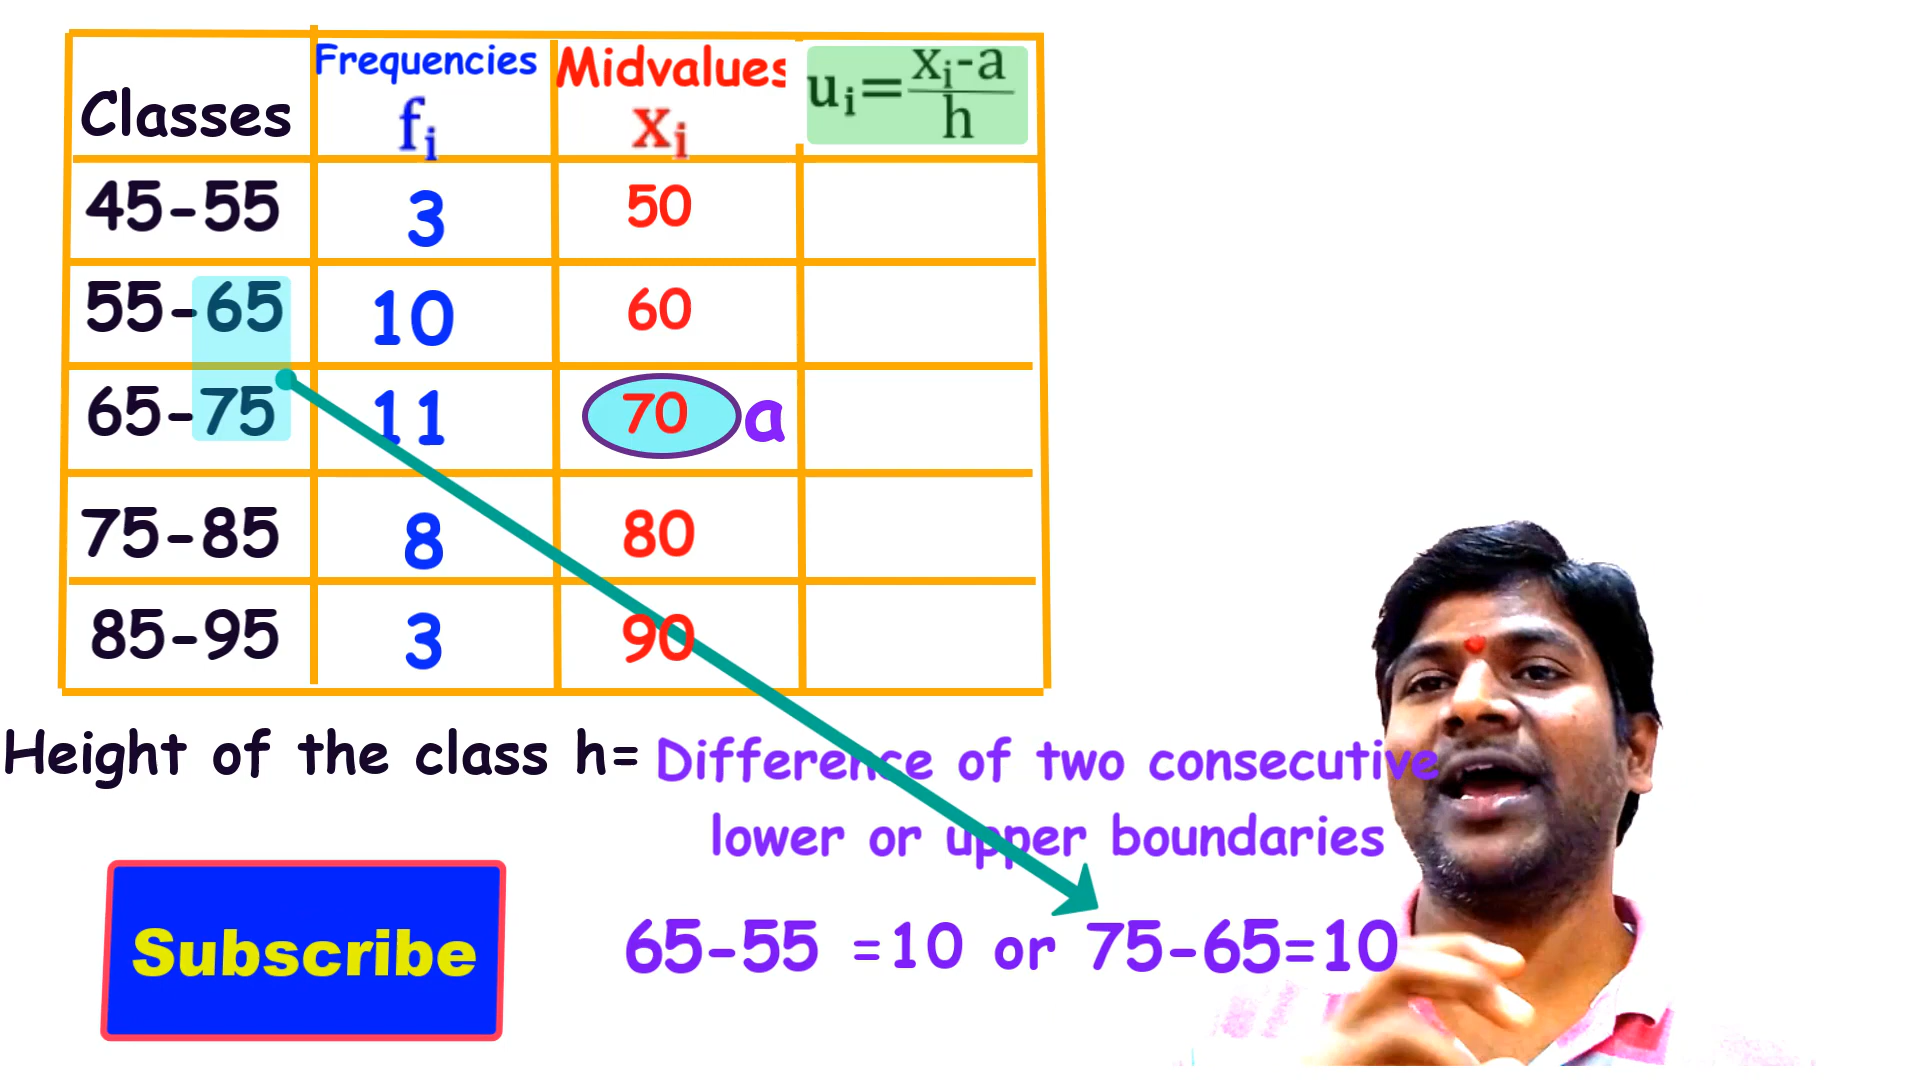 Classes Frequencies fᵢ Midvalues xᵢ uᵢ=(xᵢ-a)/h
45-55 3 50
55-65 10 60
65-75 11 70 a
75-85 8 80
85-95 3 90
Height of the class h= Difference of two consecutive
lower or upper boundaries
65-55 =10 or 75-65=10
Subscribe